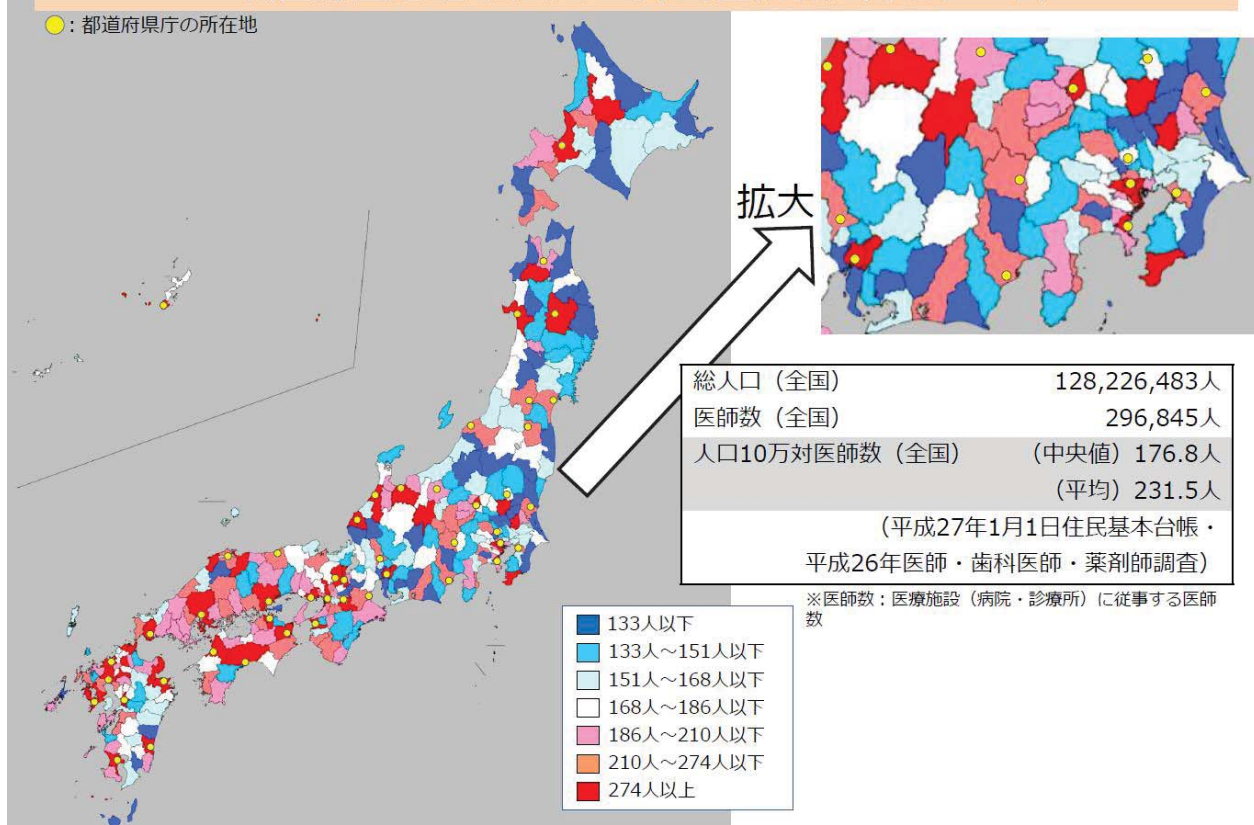 ：都道府県庁の所在地
拡大
総人口（全国） 128,226,483人
医師数（全国） 296,845人
人口10万対医師数（全国） （中央値）176.8人
（平均）231.5人
（平成27年1月1日住民基本台帳・
平成26年医師・歯科医師・薬剤師調査）
※医師数：医療施設（病院・診療所）に従事する医師
数
133人以下
133人～151人以下
151人～168人以下
168人～186人以下
186人～210人以下
210人～274人以下
274人以上